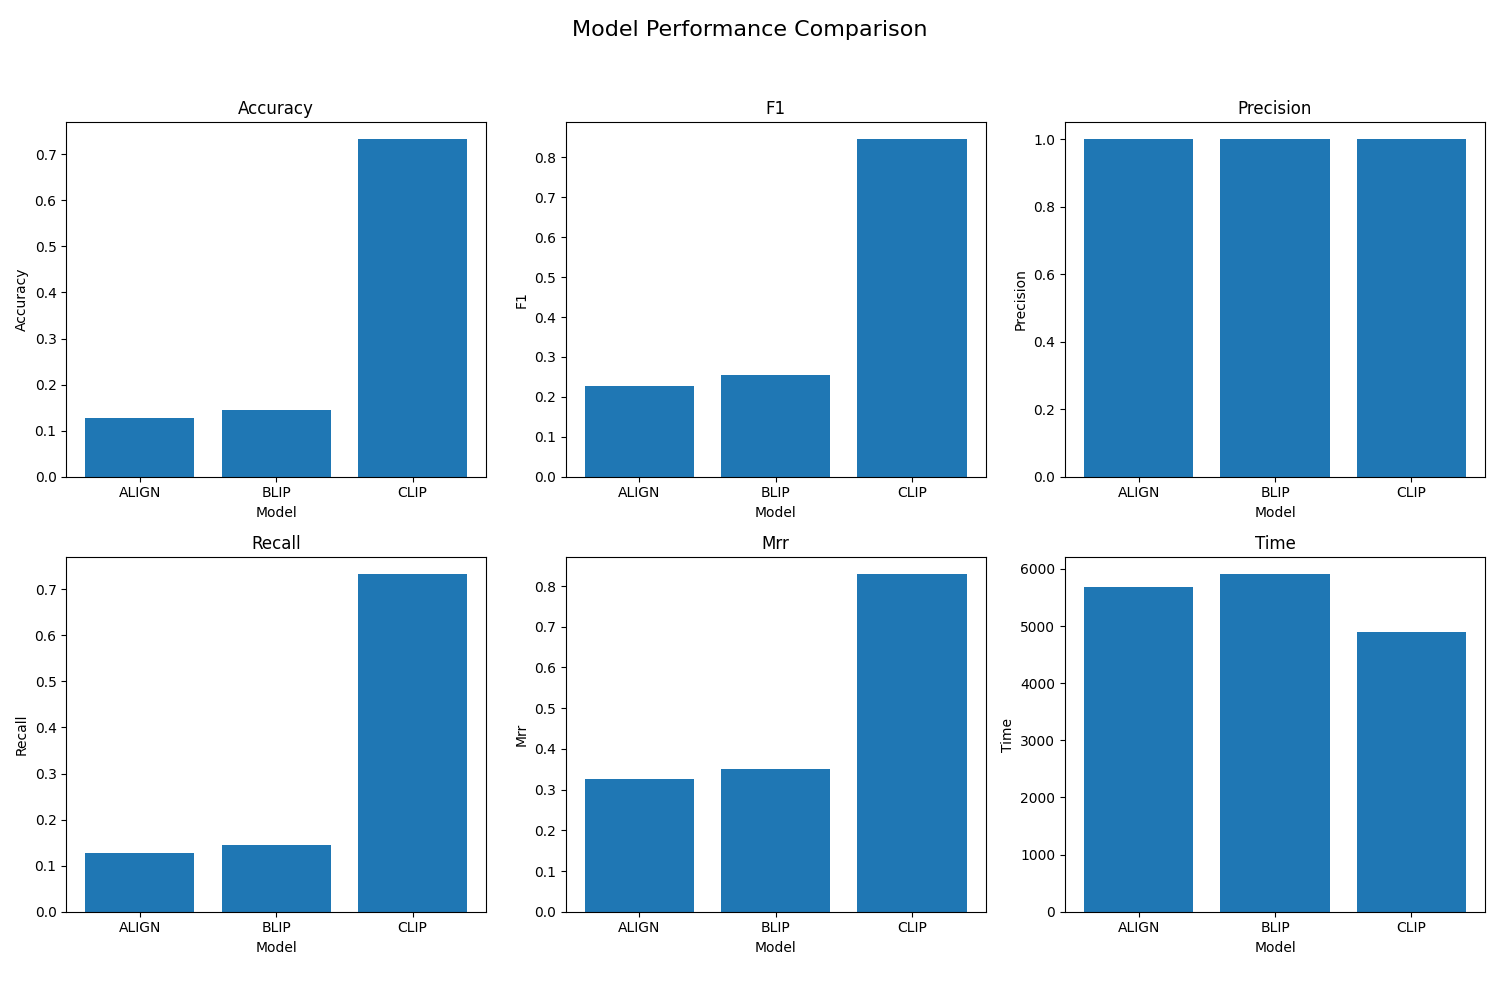 Model Performance Comparison
Accuracy
0.7
0.6
0.5
0.4
0.3
0.2
0.1
0.0
Accuracy
ALIGN BLIP CLIP
Model
F1
0.8
0.7
0.6
0.5
0.4
0.3
0.2
0.1
0.0
F1
ALIGN BLIP CLIP
Model
Precision
1.0
0.8
0.6
0.4
0.2
0.0
Precision
ALIGN BLIP CLIP
Model
Recall
0.7
0.6
0.5
0.4
0.3
0.2
0.1
0.0
Recall
ALIGN BLIP CLIP
Model
Mrr
0.8
0.7
0.6
0.5
0.4
0.3
0.2
0.1
0.0
Mrr
ALIGN BLIP CLIP
Model
Time
6000
5000
4000
3000
2000
1000
0
Time
ALIGN BLIP CLIP
Model